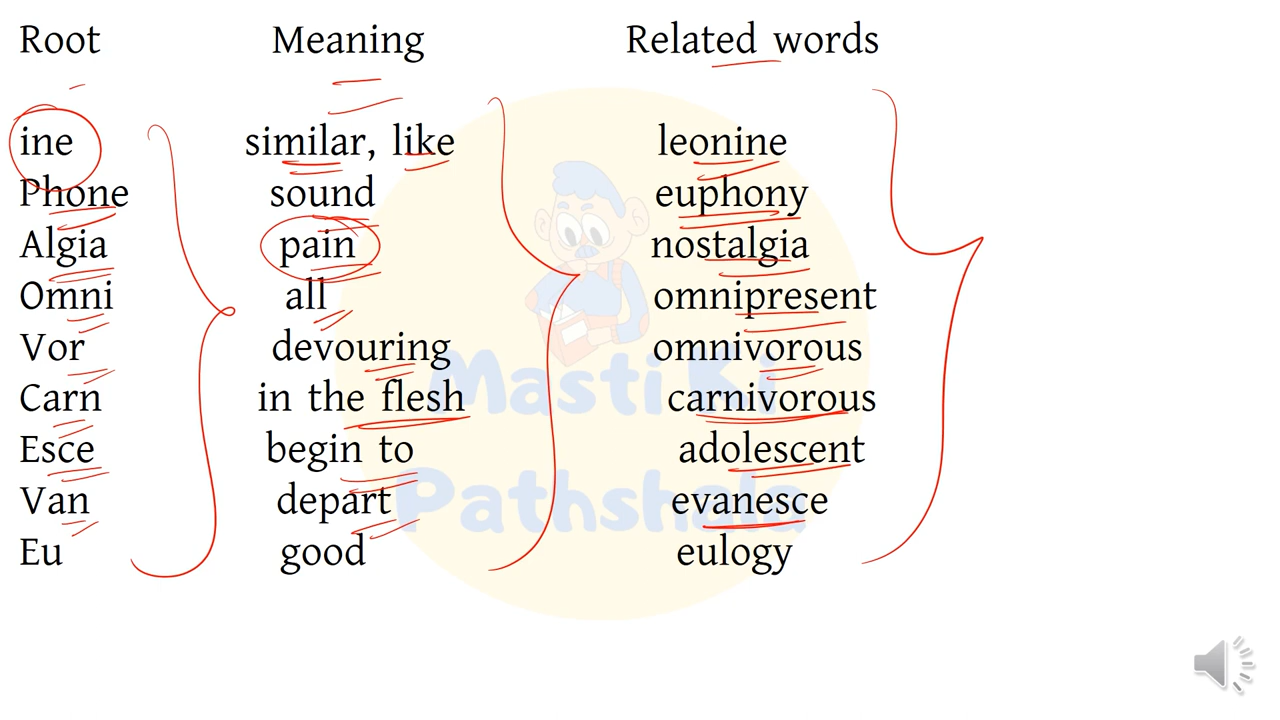 Root Meaning Related words
ine similar, like leonine
Phone sound euphony
Algia pain nostalgia
Omni all omnipresent
Vor devouring omnivorous
Carn in the flesh carnivorous
Esce begin to adolescent
Van depart evanesce
Eu good eulogy
Masti Ki
Pathshala